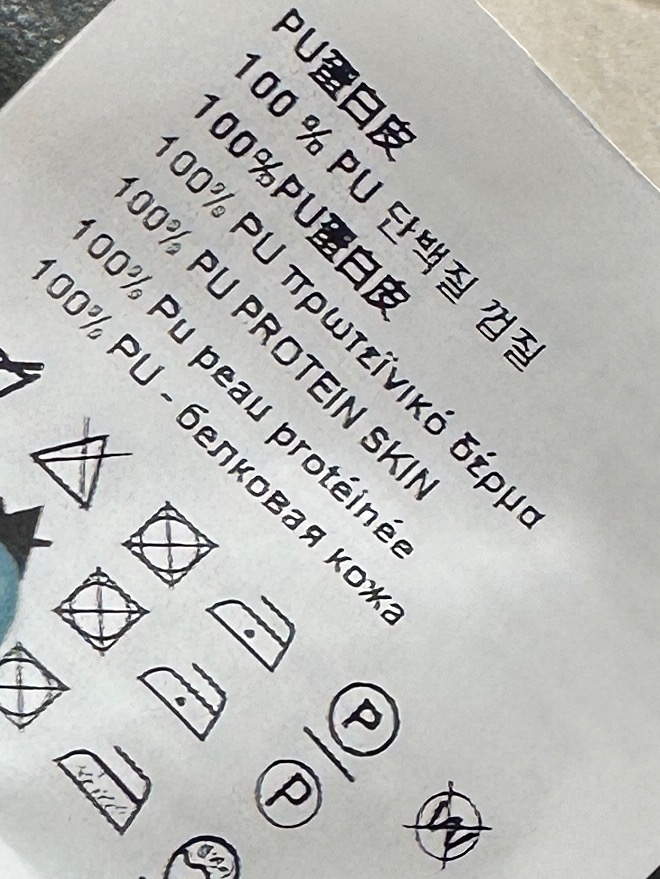 PU蛋白皮
100 % PU 단백질 껍질
100%PU蛋白皮
100% PU πρωτεϊνικό δέρμα
100% PU PROTEIN SKIN
100% Pu peau protéinée
100% PU - белковая кожа
P
P
W